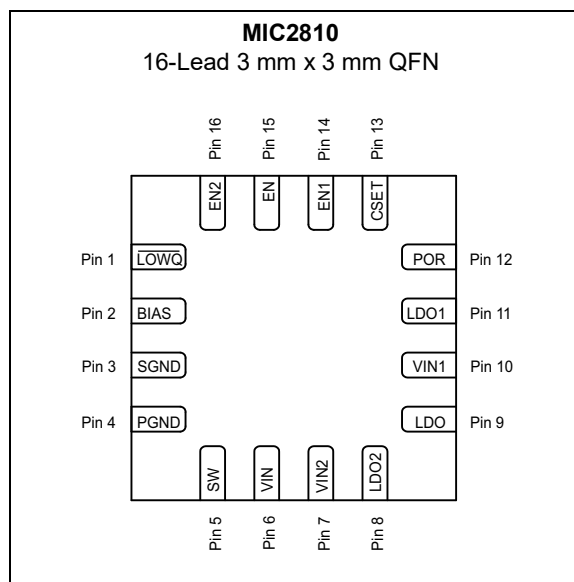 MIC2810
16-Lead 3 mm x 3 mm QFN
Pin 16 Pin 15 Pin 14 Pin 13
EN2 EN EN1 CSET
Pin 1 LOWQ POR Pin 12
Pin 2 BIAS LDO1 Pin 11
Pin 3 SGND VIN1 Pin 10
Pin 4 PGND LDO Pin 9
SW VIN VIN2 LDO2
Pin 5 Pin 6 Pin 7 Pin 8